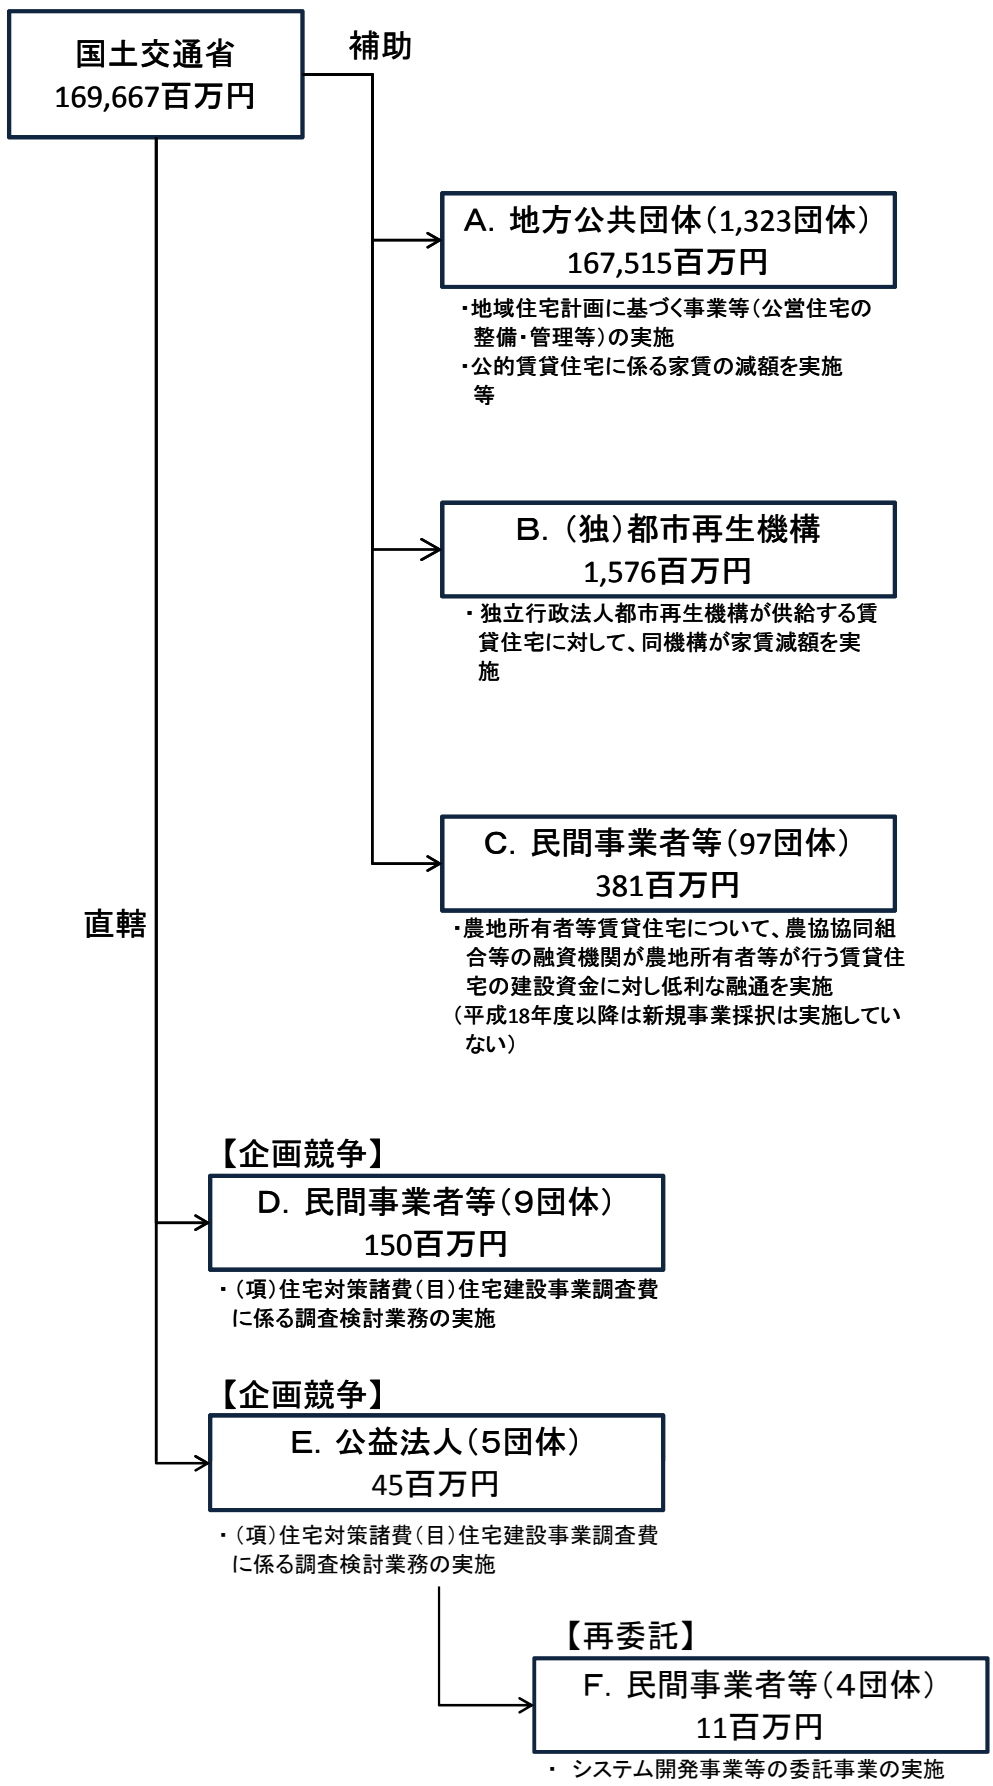 国土交通省
169,667百万円
補助
A. 地方公共団体(1,323団体)
167,515百万円
・地域住宅計画に基づく事業等(公営住宅の
整備・管理等)の実施
・公的賃貸住宅に係る家賃の減額を実施
等
B. (独)都市再生機構
1,576百万円
・独立行政法人都市再生機構が供給する賃
貸住宅に対して、同機構が家賃減額を実
施
C. 民間事業者等(97団体)
381百万円
・農地所有者等賃貸住宅について、農協協同組
合等の融資機関が農地所有者等が行う賃貸住
宅の建設資金に対し低利な融通を実施
(平成18年度以降は新規事業採択は実施してい
ない)
直轄
【企画競争】
D. 民間事業者等(9団体)
150百万円
・(項)住宅対策諸費(目)住宅建設事業調査費
に係る調査検討業務の実施
【企画競争】
E. 公益法人(5団体)
45百万円
・(項)住宅対策諸費(目)住宅建設事業調査費
に係る調査検討業務の実施
【再委託】
F. 民間事業者等(4団体)
11百万円
・ システム開発事業等の委託事業の実施